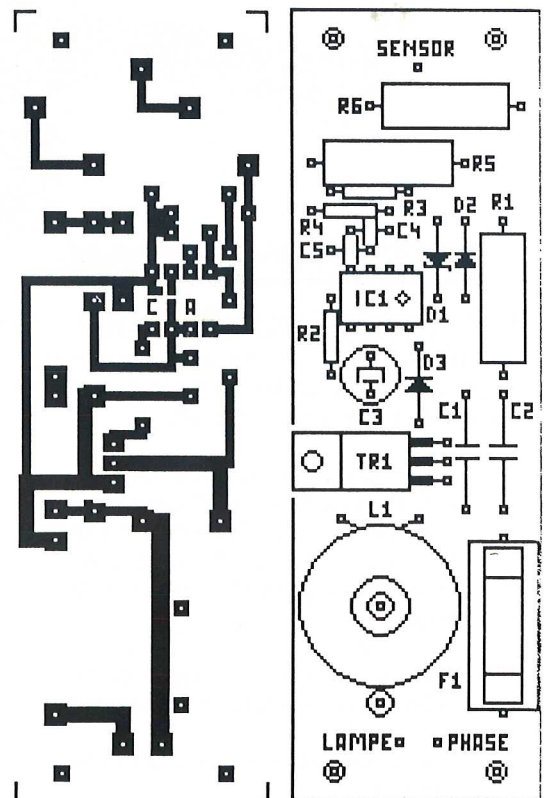 SENSOR
R6
R5
R3 D2 R1
R4 C4
C5
IC1
D1
C A
R2
D3
C3
C1 C2
TR1
L1
F1
LAMPE PHASE